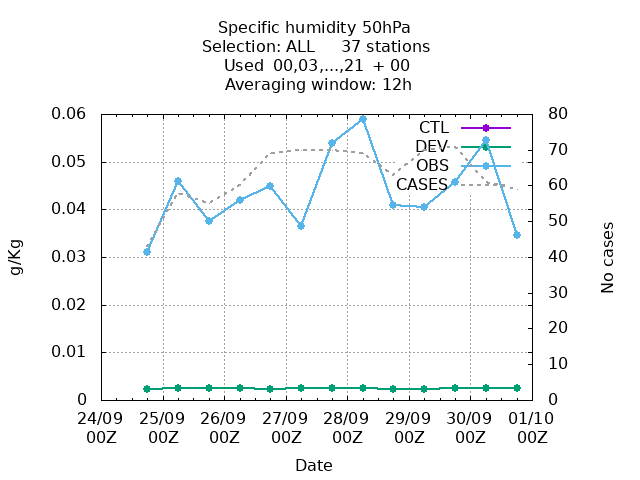 Specific humidity 50hPa
Selection: ALL 37 stations
Used 00,03,...,21 + 00
Averaging window: 12h
0.06
0.05
0.04
0.03
0.02
0.01
0
80
70
60
50
40
30
20
10
0
g/Kg
No cases
CTL
DEV
OBS
CASES
24/09 25/09 26/09 27/09 28/09 29/09 30/09 01/10
00Z 00Z 00Z 00Z 00Z 00Z 00Z 00Z
Date